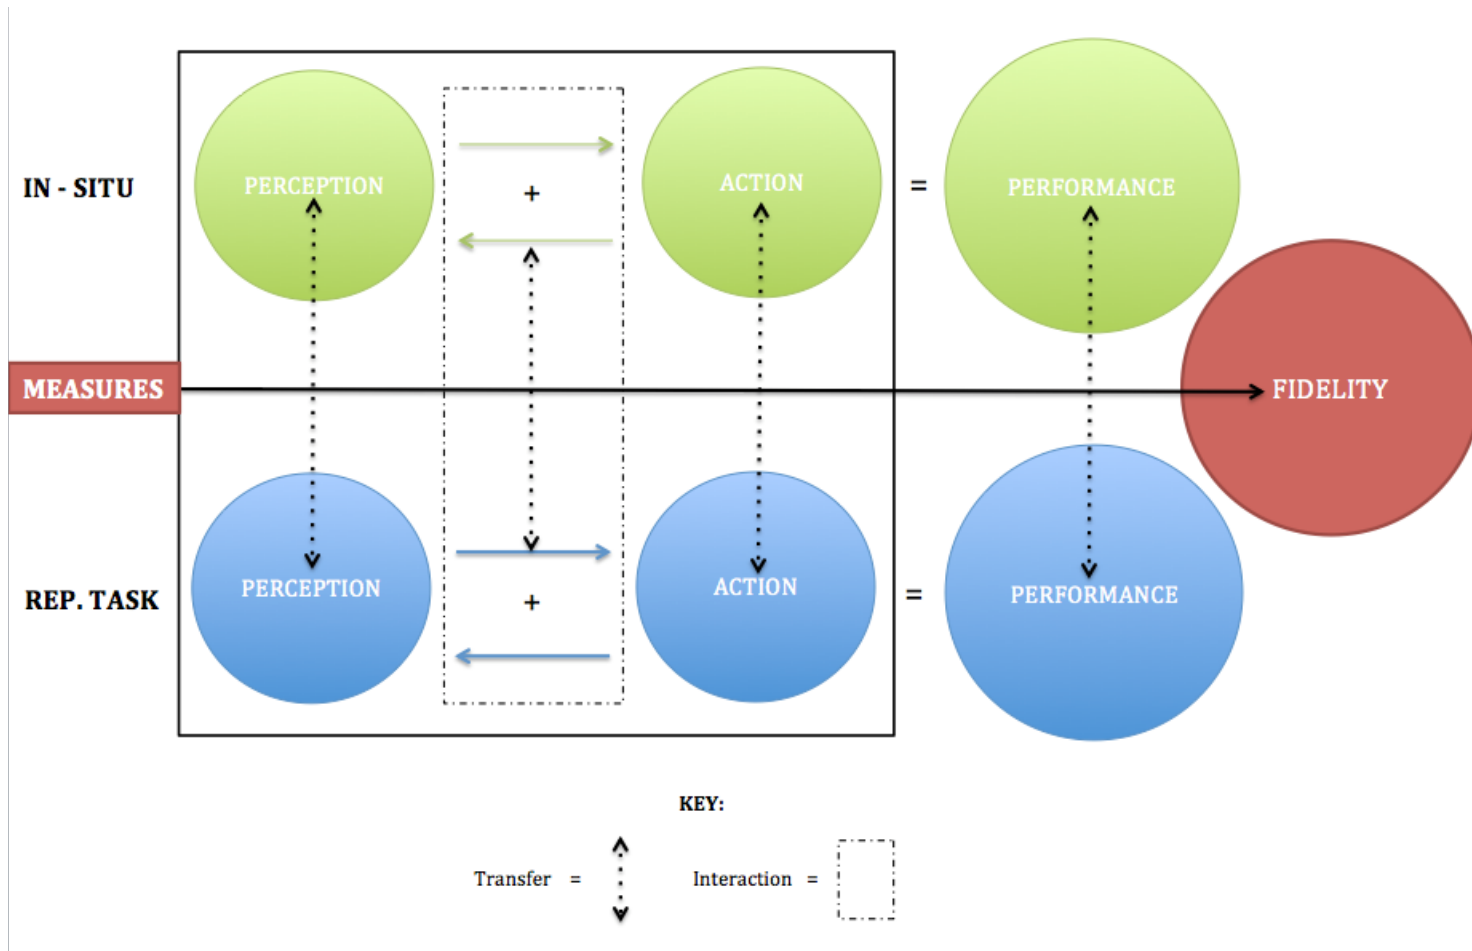 IN - SITU
PERCEPTION
+
ACTION
=
PERFORMANCE
MEASURES
FIDELITY
REP. TASK
PERCEPTION
+
ACTION
=
PERFORMANCE
KEY:
Transfer =
Interaction =